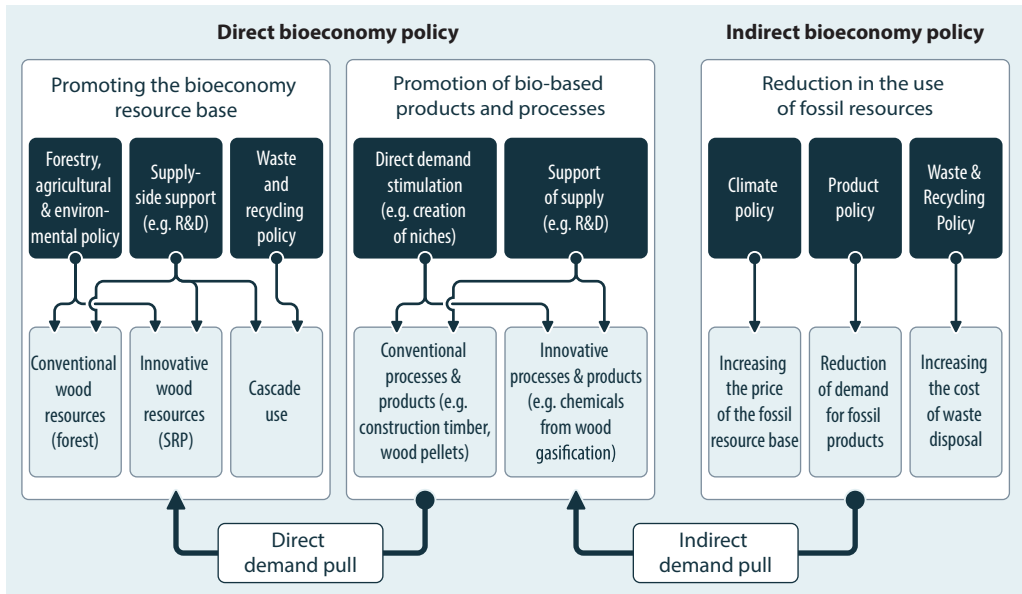 Direct bioeconomy policy
Indirect bioeconomy policy
Promoting the bioeconomy
resource base
Promotion of bio-based
products and processes
Reduction in the use
of fossil resources
Forestry,
agricultural
& environ-
mental policy
Supply-
side support
(e.g. R&D)
Waste
and
recycling
policy
Direct demand
stimulation
(e.g. creation
of niches)
Support
of supply
(e.g. R&D)
Climate
policy
Product
policy
Waste &
Recycling
Policy
Conventional
wood
resources
(forest)
Innovative
wood
resources
(SRP)
Cascade
use
Conventional
processes &
products (e.g.
construction timber,
wood pellets)
Innovative
processes & products
(e.g. chemicals
from wood
gasification)
Increasing
the price
of the fossil
resource base
Reduction
of demand
for fossil
products
Increasing
the cost
of waste
disposal
Direct
demand pull
Indirect
demand pull